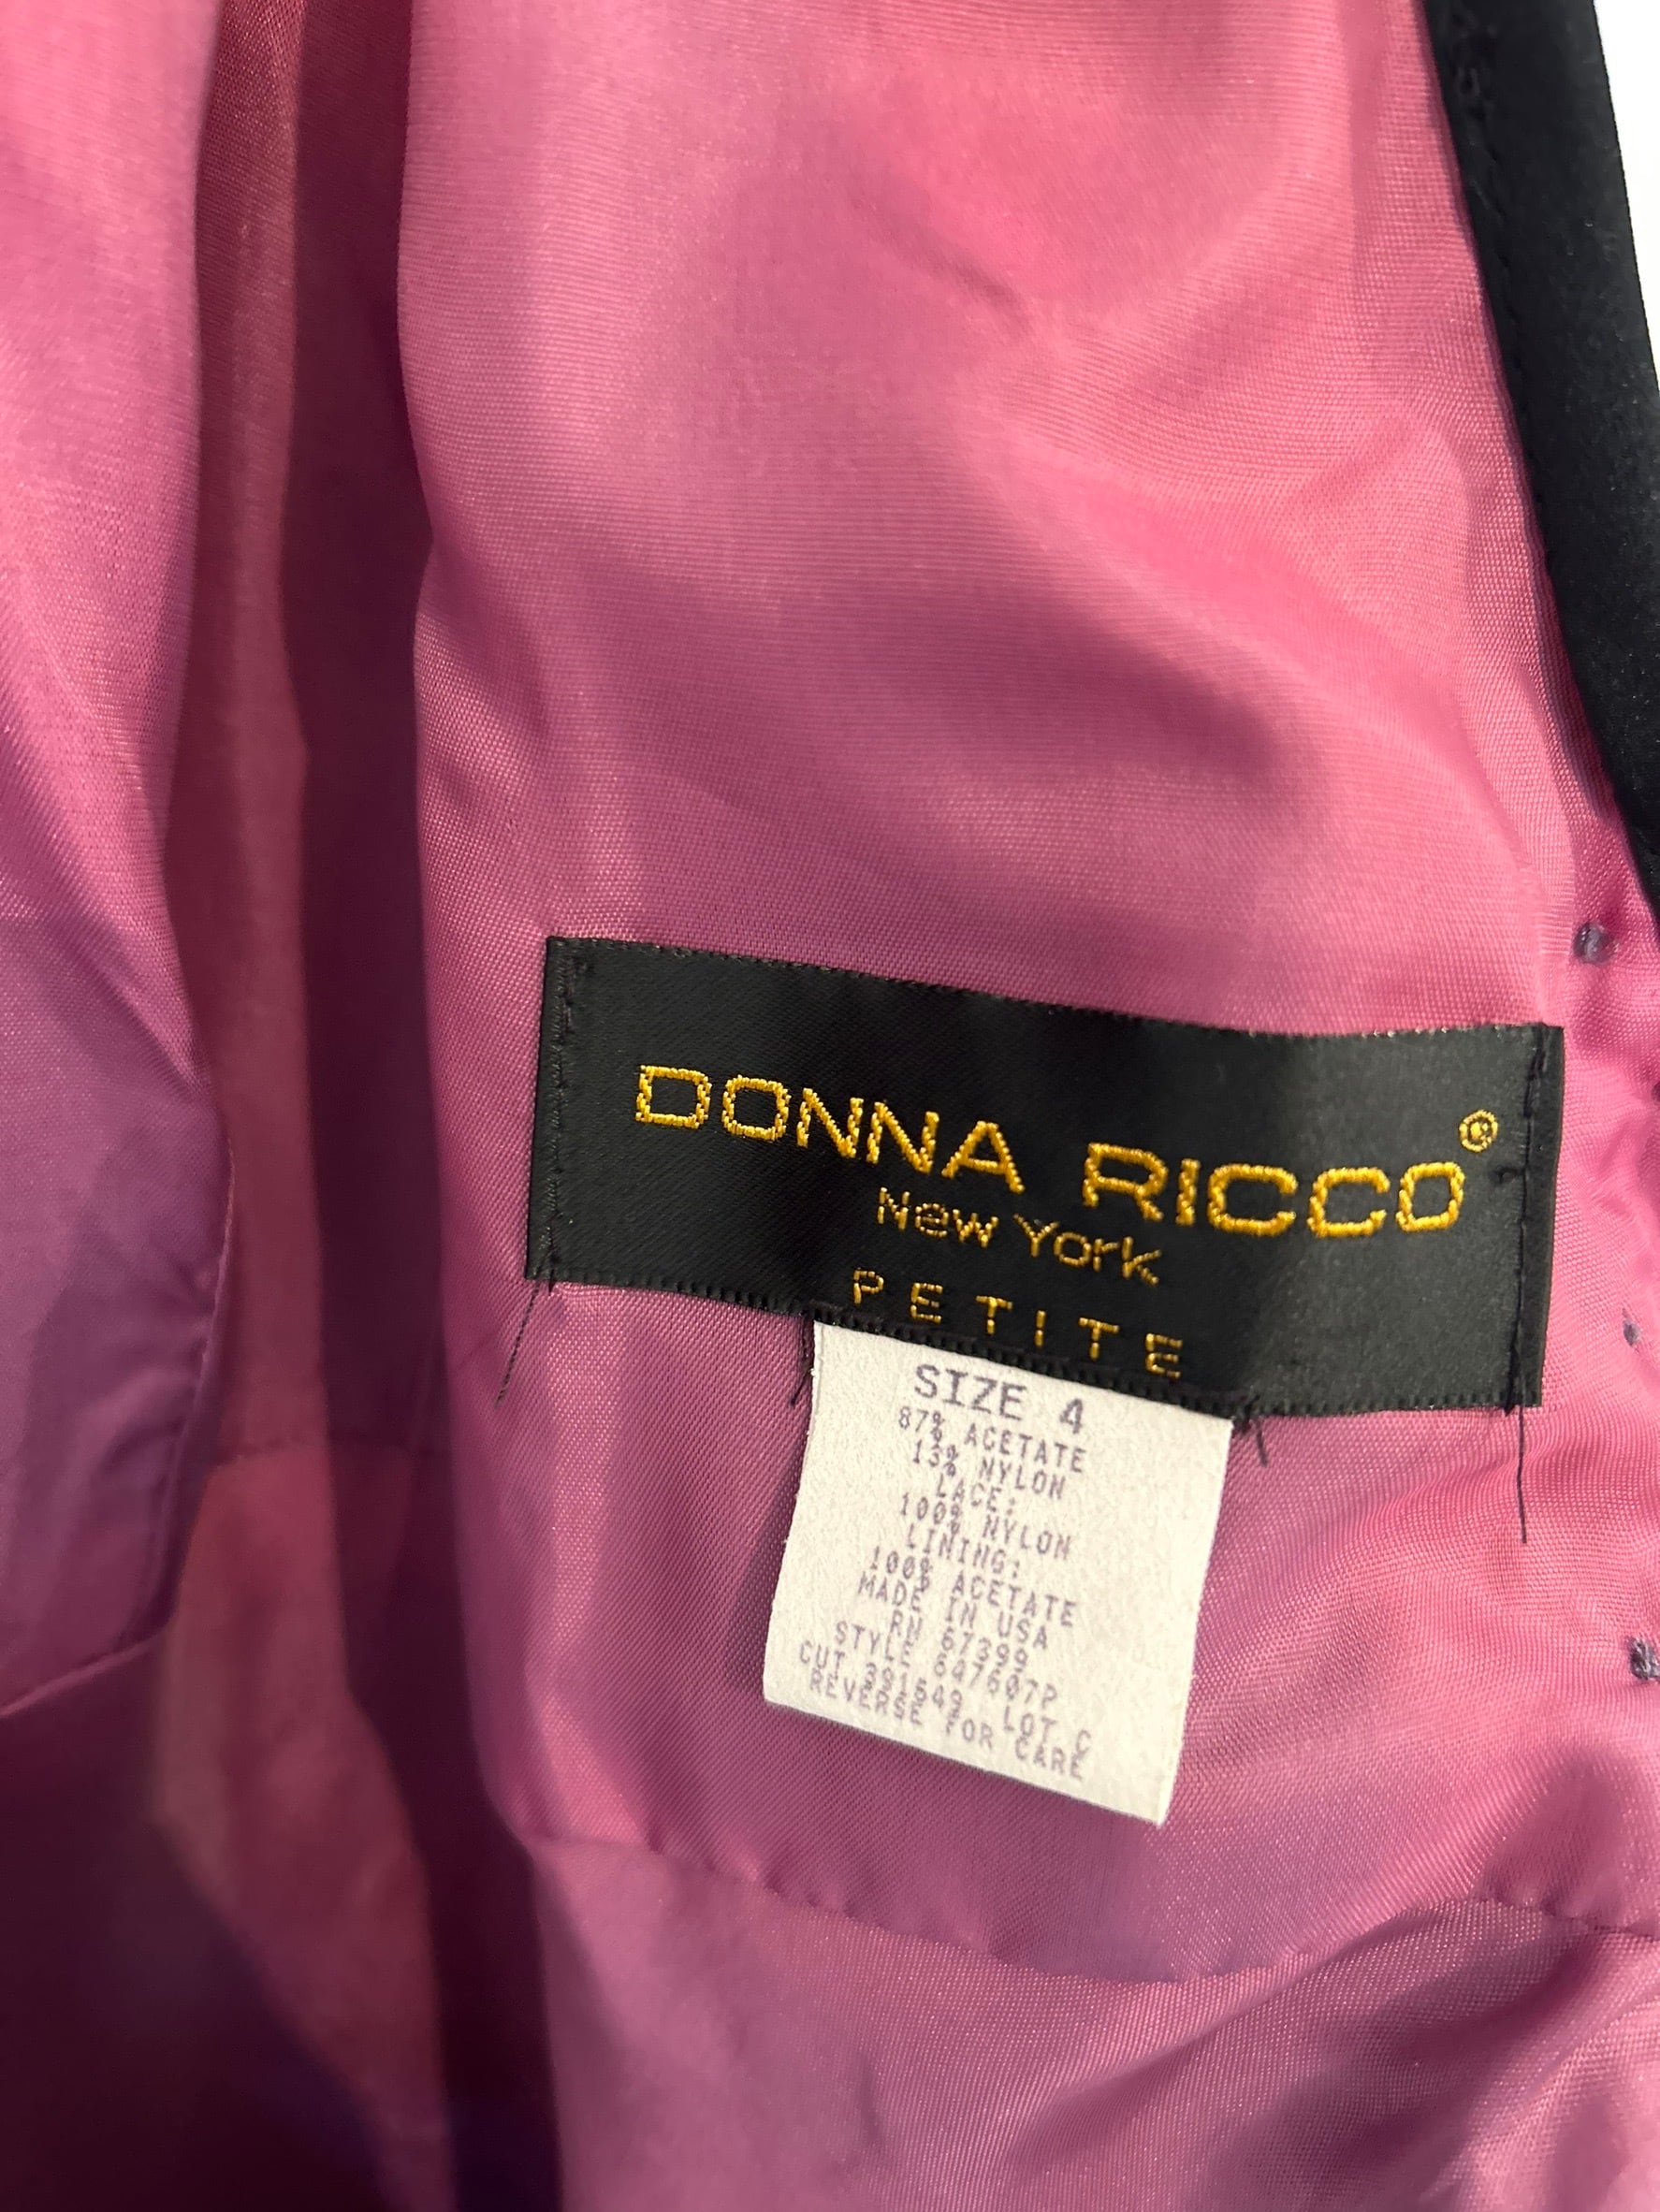 DONNA RICCO®
New York
PETITE
SIZE 4
87% ACETATE
13% NYLON
LACE:
100% NYLON
LINING:
100% ACETATE
MADE IN USA
RN 67399
STYLE 647607P
CUT 391649 LOT C
REVERSE FOR CARE